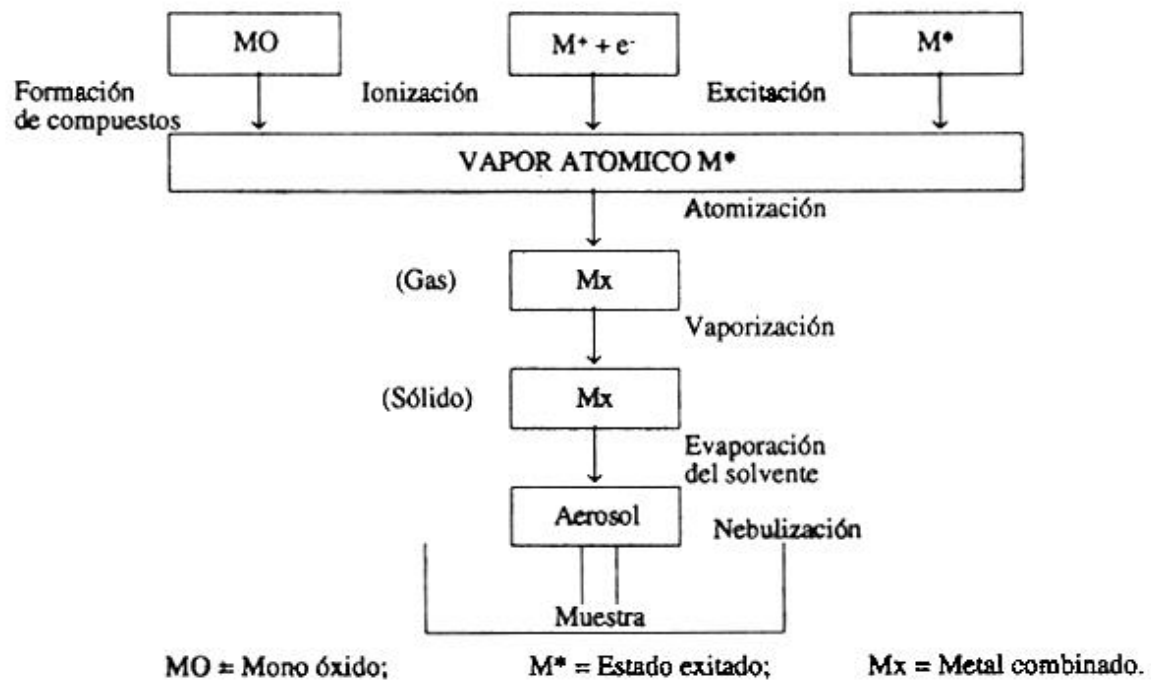 MO
M⁺ + e⁻
M*
Formación
de compuestos
Ionización
Excitación
VAPOR ATOMICO M*
Atomización
(Gas)
Mx
Vaporización
(Sólido)
Mx
Evaporación
del solvente
Aerosol
Nebulización
Muestra
MO = Mono óxido; M* = Estado exitado; Mx = Metal combinado.